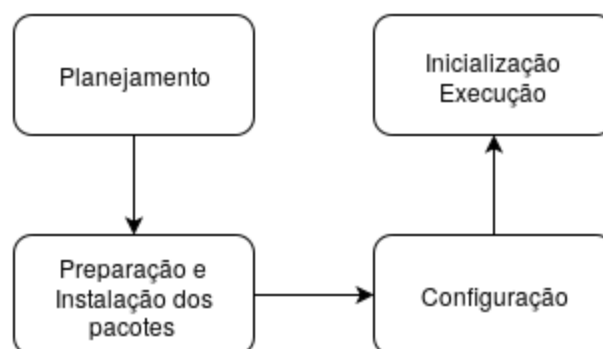 Planejamento
Inicialização
Execução
Preparação e
Instalação dos
pacotes
Configuração